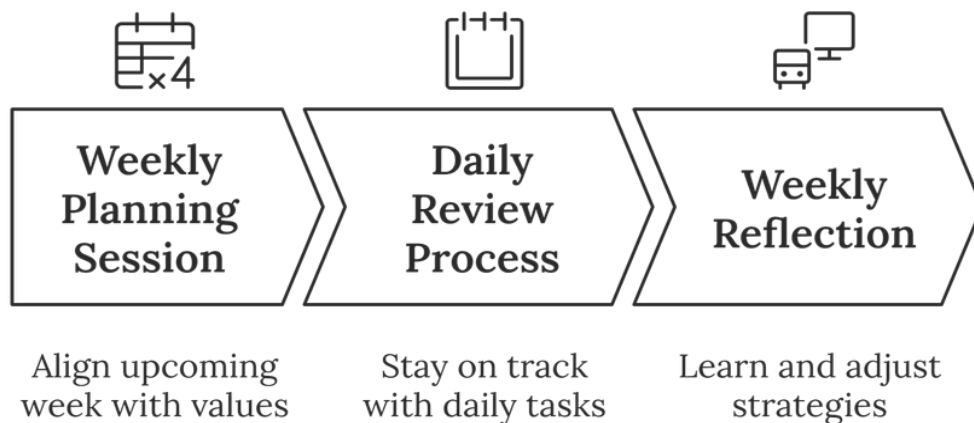 ×4
Weekly
Planning
Session
Daily
Review
Process
Weekly
Reflection
Align upcoming
week with values
Stay on track
with daily tasks
Learn and adjust
strategies